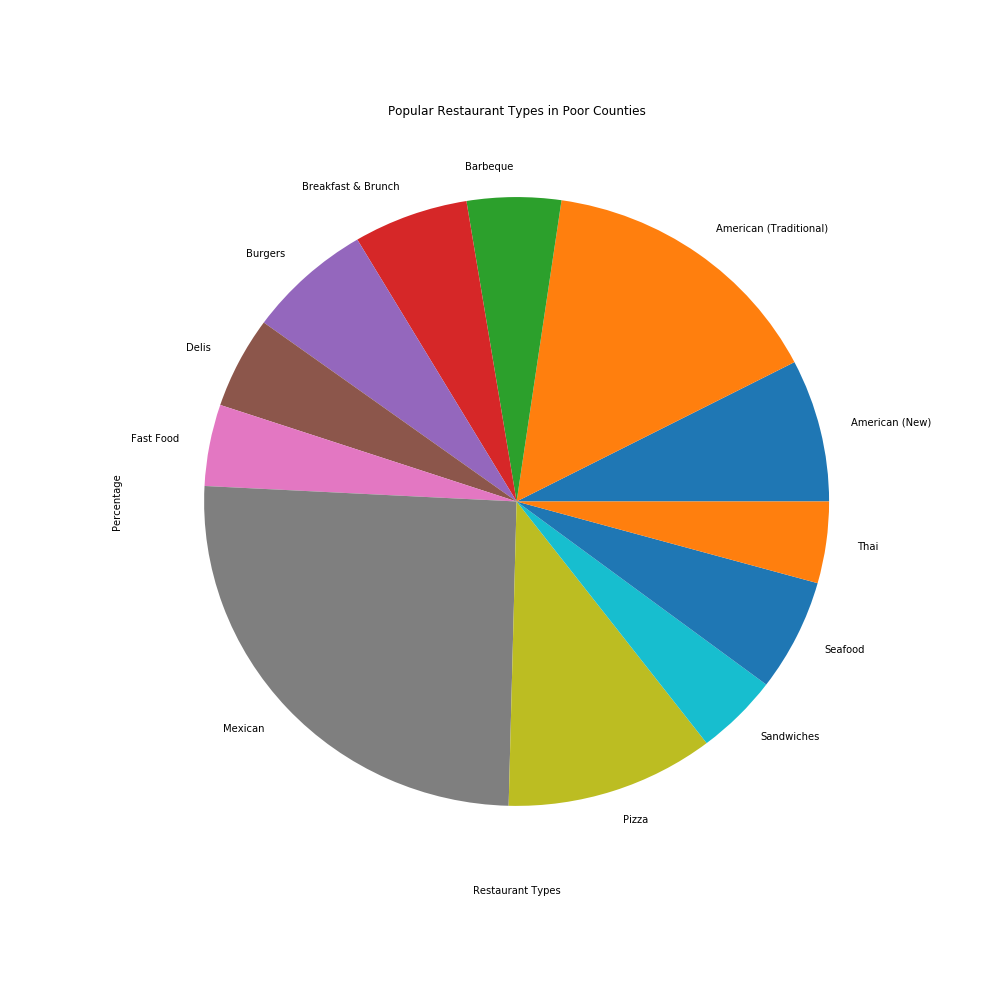 Popular Restaurant Types in Poor Counties
Barbeque
Breakfast & Brunch
American (Traditional)
Burgers
Delis
American (New)
Fast Food
Percentage
Thai
Seafood
Mexican
Sandwiches
Pizza
Restaurant Types